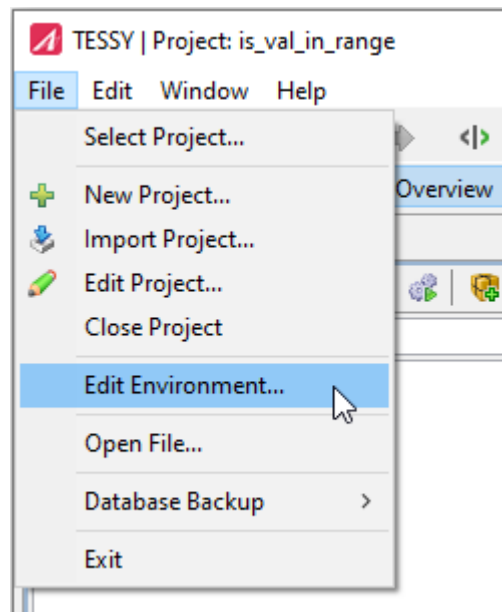 TESSY | Project: is_val_in_range
File Edit Window Help
Select Project...
Overview
New Project...
Import Project...
Edit Project...
Close Project
Edit Environment...
Open File...
Database Backup
Exit